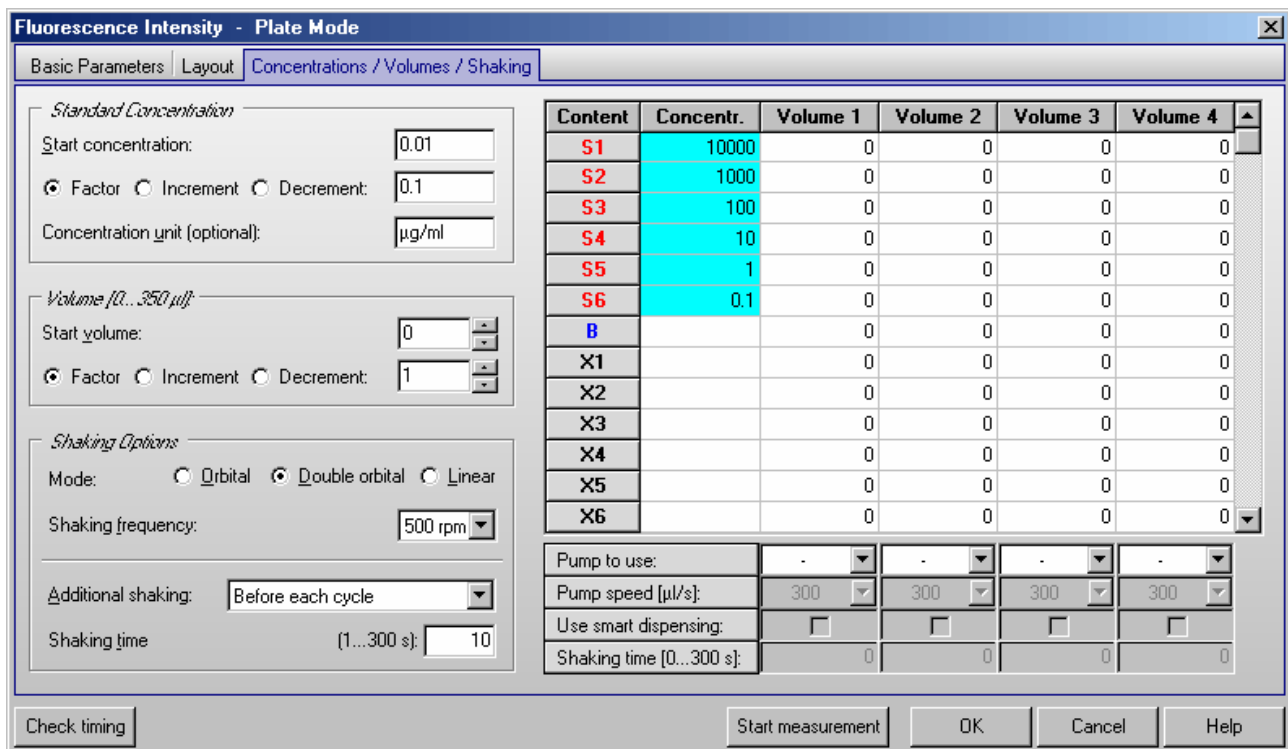 Fluorescence Intensity - Plate Mode
Basic Parameters Layout Concentrations / Volumes / Shaking
Standard Concentration
Start concentration: 0.01
Factor Increment Decrement: 0.1
Concentration unit (optional): µg/ml
Volume [0...350 µl]:
Start volume: 0
Factor Increment Decrement: 1
Shaking Options
Mode: Orbital Double orbital Linear
Shaking frequency: 500 rpm
Additional shaking: Before each cycle
Shaking time (1...300 s): 10
Content Concentr. Volume 1 Volume 2 Volume 3 Volume 4
S1 10000 0 0 0 0
S2 1000 0 0 0 0
S3 100 0 0 0 0
S4 10 0 0 0 0
S5 1 0 0 0 0
S6 0.1 0 0 0 0
B 0 0 0 0
X1 0 0 0 0
X2 0 0 0 0
X3 0 0 0 0
X4 0 0 0 0
X5 0 0 0 0
X6 0 0 0 0
Pump to use: - - - -
Pump speed [µl/s]: 300 300 300 300
Use smart dispensing:
Shaking time [0...300 s]: 0 0 0 0
Check timing Start measurement OK Cancel Help